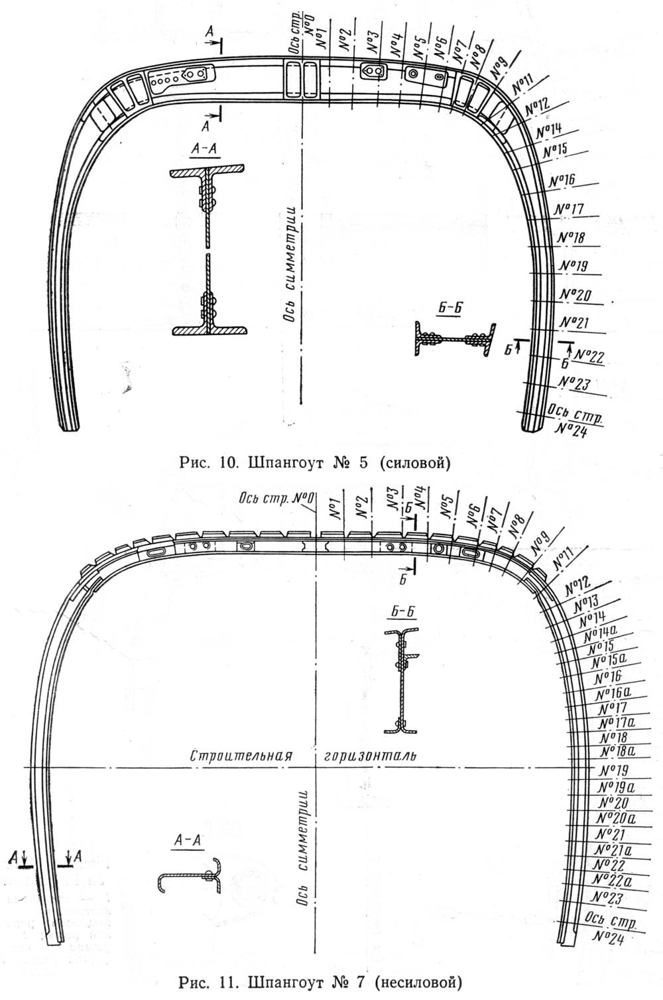 А
Ось стр.
№0
№1
№2
№3
№4
№5
№6
№7
№8
№9
№11
№12
№14
№15
№16
№17
№18
№19
№20
№21
№22
№23
Ось стр.
№24
А
А-А
Ось симметрии
Б-Б
Б
Б
Рис. 10. Шпангоут № 5 (силовой)
Ось стр. №0
№1
№2
№3
Б
№4
№5
№6
№7
№8
№9
№11
№12
№13
№14
№14а
№15
№15а
№16
№16а
№17
№17а
№18
№18а
№19
№19а
№20
№20а
№21
№21а
№22
№22а
№23
Ось стр.
№24
Б
Б-Б
Строительная горизонталь
А-А
Ось симметрии
А
А
Рис. 11. Шпангоут № 7 (несиловой)